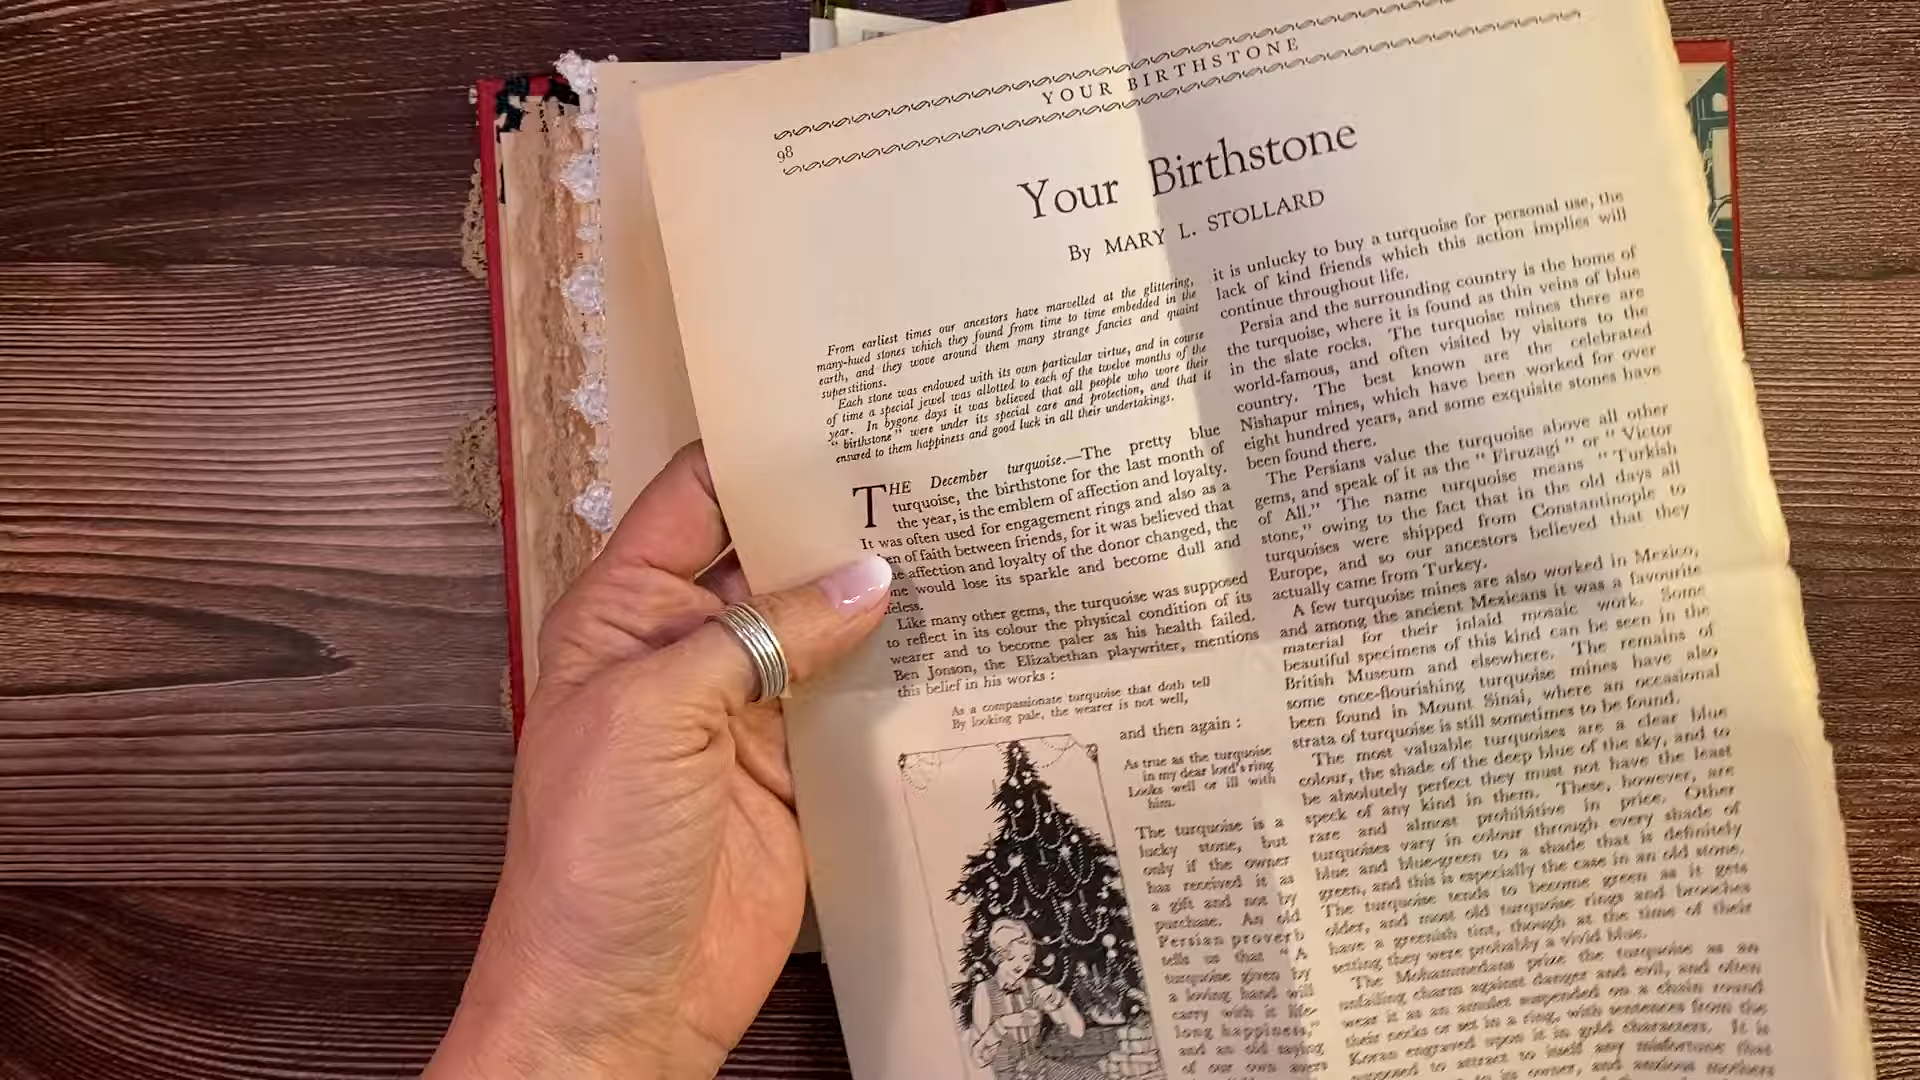 YOUR BIRTHSTONE
98
Your Birthstone
By MARY L. STOLLARD
From earliest times our ancestors have marvelled at the glittering,
many-hued stones which they found from time to time embedded in the
earth, and they wove around them many strange fancies and quaint
superstitions.
Each stone was endowed with its own particular virtue, and in course
of time a special jewel was allotted to each of the twelve months of the
year. In bygone days it was believed that all people who wore their
“ birthstone ” were under its special care and protection, and that it
ensured to them happiness and good luck in all their undertakings.
THE December turquoise.—The pretty blue
turquoise, the birthstone for the last month of
the year, is the emblem of affection and loyalty.
It was often used for engagement rings and also as a
en of faith between friends, for it was believed that
he affection and loyalty of the donor changed, the
ne would lose its sparkle and become dull and
feless.
Like many other gems, the turquoise was supposed
to reflect in its colour the physical condition of its
wearer and to become paler as his health failed.
Ben Jonson, the Elizabethan playwriter, mentions
this belief in his works :
As a compassionate turquoise that doth tell
By looking pale, the wearer is not well,
and then again :
As true as the turquoise
in my dear lord's ring
Looks well or ill with
him.
The turquoise is a
lucky stone, but
only if the owner
has received it as
a gift and not by
purchase. An old
Persian proverb
tells us that “ A
turquoise given by
a loving hand will
carry with it life-
long happiness,”
and an old saying
of our own avers
it is unlucky to buy a turquoise for personal use, the
lack of kind friends which this action implies will
continue throughout life.
Persia and the surrounding country is the home of
the turquoise, where it is found as thin veins of blue
in the slate rocks. The turquoise mines there are
world-famous, and often visited by visitors to the
country. The best known are the celebrated
Nishapur mines, which have been worked for over
eight hundred years, and some exquisite stones have
been found there.
The Persians value the turquoise above all other
gems, and speak of it as the “ Firuzagi ” or “ Victor
of All.” The name turquoise means “ Turkish
stone,” owing to the fact that in the old days all
turquoises were shipped from Constantinople to
Europe, and so our ancestors believed that they
actually came from Turkey.
A few turquoise mines are also worked in Mexico,
and among the ancient Mexicans it was a favourite
material for their inlaid mosaic work. Some
beautiful specimens of this kind can be seen in the
British Museum and elsewhere. The remains of
some once-flourishing turquoise mines have also
been found in Mount Sinai, where an occasional
strata of turquoise is still sometimes to be found.
The most valuable turquoises are a clear blue
colour, the shade of the deep blue of the sky, and to
be absolutely perfect they must not have the least
speck of any kind in them. These, however, are
rare and almost prohibitive in price. Other
turquoises vary in colour through every shade of
blue and blue-green to a shade that is definitely
green, and this is especially the case in an old stone.
The turquoise tends to become green as it gets
older, and most old turquoise rings and brooches
have a greenish tint, though at the time of their
setting they were probably a vivid blue.
The Mohammedans prize the turquoise as an
unfailing charm against danger and evil, and often
wear it as an amulet suspended on a chain round
their necks or set in a ring, with sentences from the
Koran engraved upon it in gold characters. It is
supposed to attract to itself any misfortune that
to its owner, and anxious mothers